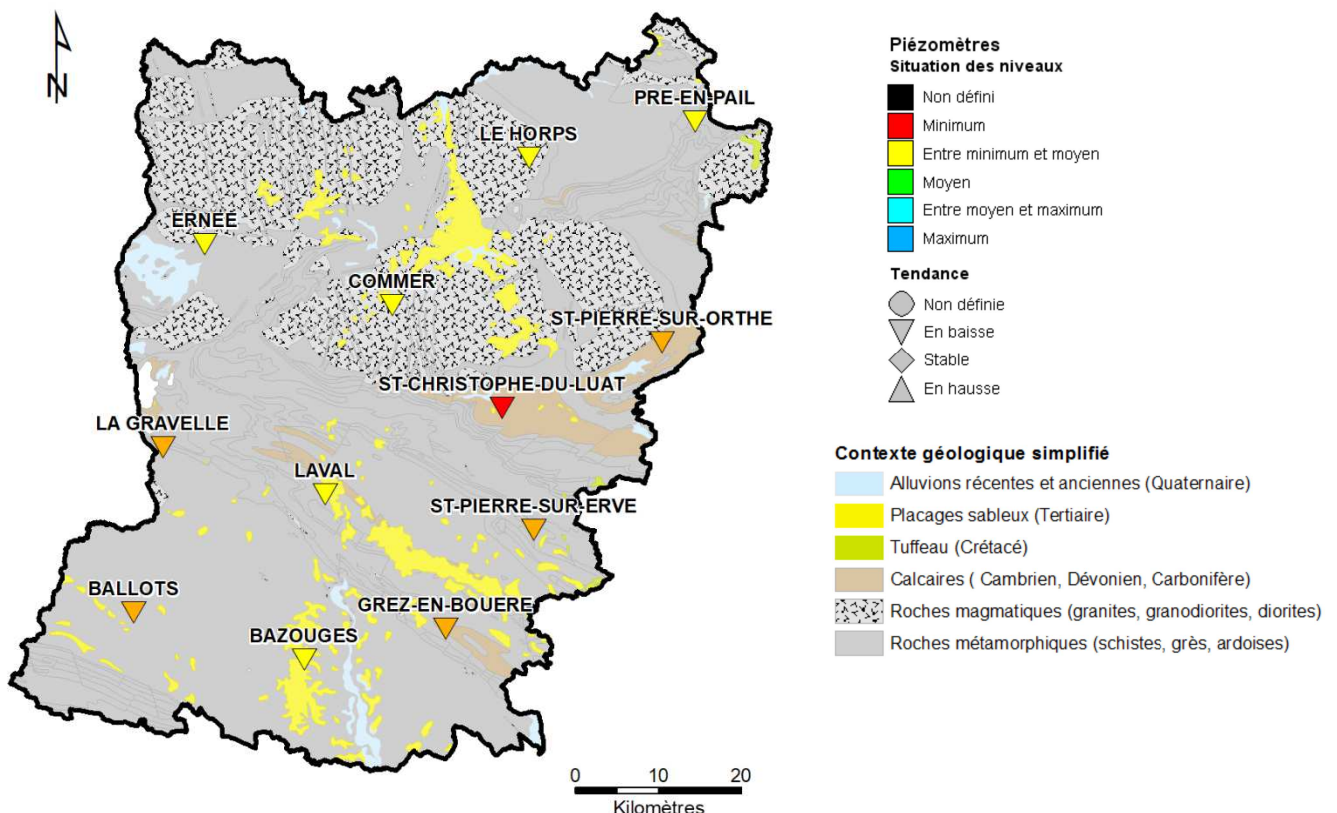 N
PRE-EN-PAIL
LE HORPS
ERNEE
COMMER
ST-PIERRE-SUR-ORTHE
ST-CHRISTOPHE-DU-LUAT
LA GRAVELLE
LAVAL
ST-PIERRE-SUR-ERVE
BALLOTS
GREZ-EN-BOUERE
BAZOUGES
0 10 20
Kilomètres
Piézomètres
Situation des niveaux
Non défini
Minimum
Entre minimum et moyen
Moyen
Entre moyen et maximum
Maximum
Tendance
Non définie
En baisse
Stable
En hausse
Contexte géologique simplifié
Alluvions récentes et anciennes (Quaternaire)
Placages sableux (Tertiaire)
Tuffeau (Crétacé)
Calcaires ( Cambrien, Dévonien, Carbonifère)
Roches magmatiques (granites, granodiorites, diorites)
Roches métamorphiques (schistes, grès, ardoises)